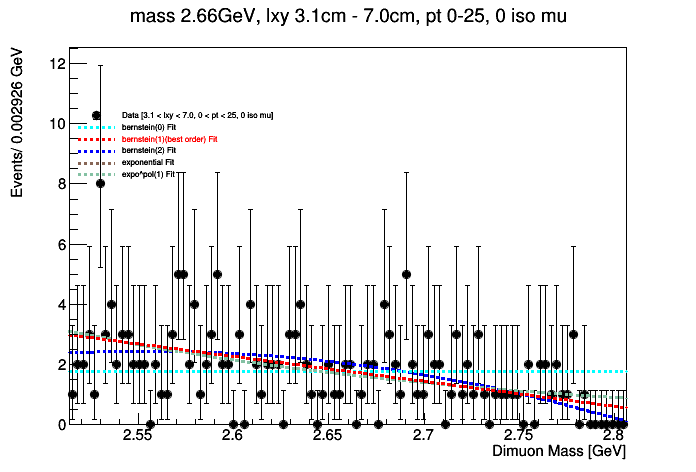 mass 2.66GeV, lxy 3.1cm - 7.0cm, pt 0-25, 0 iso mu
Events/ 0.002926 GeV
12
10
8
6
4
2
0
Data [3.1 < lxy < 7.0, 0 < pt < 25, 0 iso mu]
bernstein(0) Fit
bernstein(1)(best order) Fit
bernstein(2) Fit
exponential Fit
expo^pol(1) Fit
2.55 2.6 2.65 2.7 2.75 2.8
Dimuon Mass [GeV]